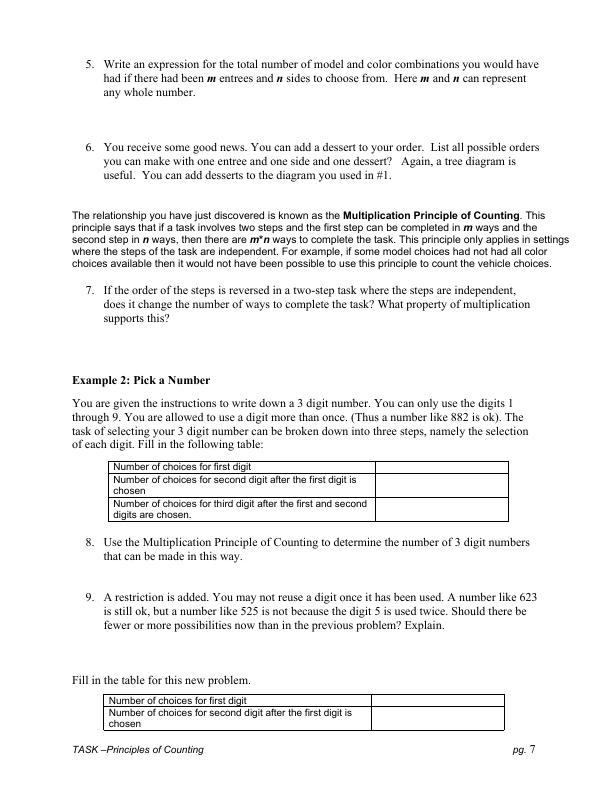 5. Write an expression for the total number of model and color combinations you would have
had if there had been m entrees and n sides to choose from. Here m and n can represent
any whole number.
6. You receive some good news. You can add a dessert to your order. List all possible orders
you can make with one entree and one side and one dessert? Again, a tree diagram is
useful. You can add desserts to the diagram you used in #1.
The relationship you have just discovered is known as the Multiplication Principle of Counting. This
principle says that if a task involves two steps and the first step can be completed in m ways and the
second step in n ways, then there are m*n ways to complete the task. This principle only applies in settings
where the steps of the task are independent. For example, if some model choices had not had all color
choices available then it would not have been possible to use this principle to count the vehicle choices.
7. If the order of the steps is reversed in a two-step task where the steps are independent,
does it change the number of ways to complete the task? What property of multiplication
supports this?
Example 2: Pick a Number
You are given the instructions to write down a 3 digit number. You can only use the digits 1
through 9. You are allowed to use a digit more than once. (Thus a number like 882 is ok). The
task of selecting your 3 digit number can be broken down into three steps, namely the selection
of each digit. Fill in the following table:
Number of choices for first digit
Number of choices for second digit after the first digit is
chosen
Number of choices for third digit after the first and second
digits are chosen.
8. Use the Multiplication Principle of Counting to determine the number of 3 digit numbers
that can be made in this way.
9. A restriction is added. You may not reuse a digit once it has been used. A number like 623
is still ok, but a number like 525 is not because the digit 5 is used twice. Should there be
fewer or more possibilities now than in the previous problem? Explain.
Fill in the table for this new problem.
Number of choices for first digit
Number of choices for second digit after the first digit is
chosen
TASK –Principles of Counting pg. 7